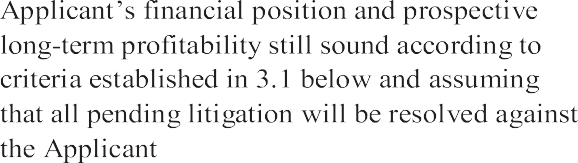 Applicant’s financial position and prospective
long-term profitability still sound according to
criteria established in 3.1 below and assuming
that all pending litigation will be resolved against
the Applicant